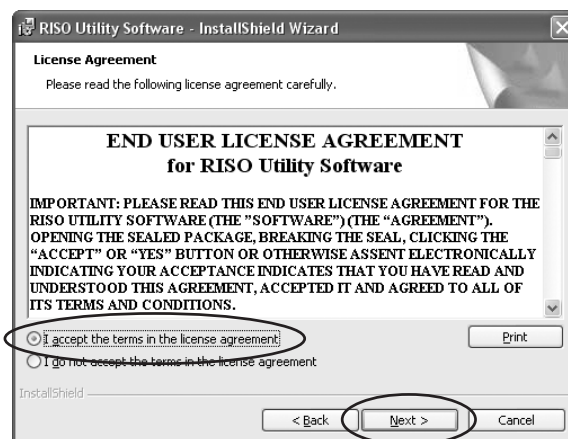 RISO Utility Software - InstallShield Wizard
License Agreement
Please read the following license agreement carefully.
END USER LICENSE AGREEMENT
for RISO Utility Software
IMPORTANT: PLEASE READ THIS END USER LICENSE AGREEMENT FOR THE
RISO UTILITY SOFTWARE (THE "SOFTWARE") (THE “AGREEMENT”).
OPENING THE SEALED PACKAGE, BREAKING THE SEAL, CLICKING THE
“ACCEPT” OR “YES” BUTTON OR OTHERWISE ASSENT ELECTRONICALLY
INDICATING YOUR ACCEPTANCE INDICATES THAT YOU HAVE READ AND
UNDERSTOOD THIS AGREEMENT, ACCEPTED IT AND AGREED TO ALL OF
ITS TERMS AND CONDITIONS.
I accept the terms in the license agreement
Print
I do not accept the terms in the license agreement
InstallShield
< Back Next > Cancel